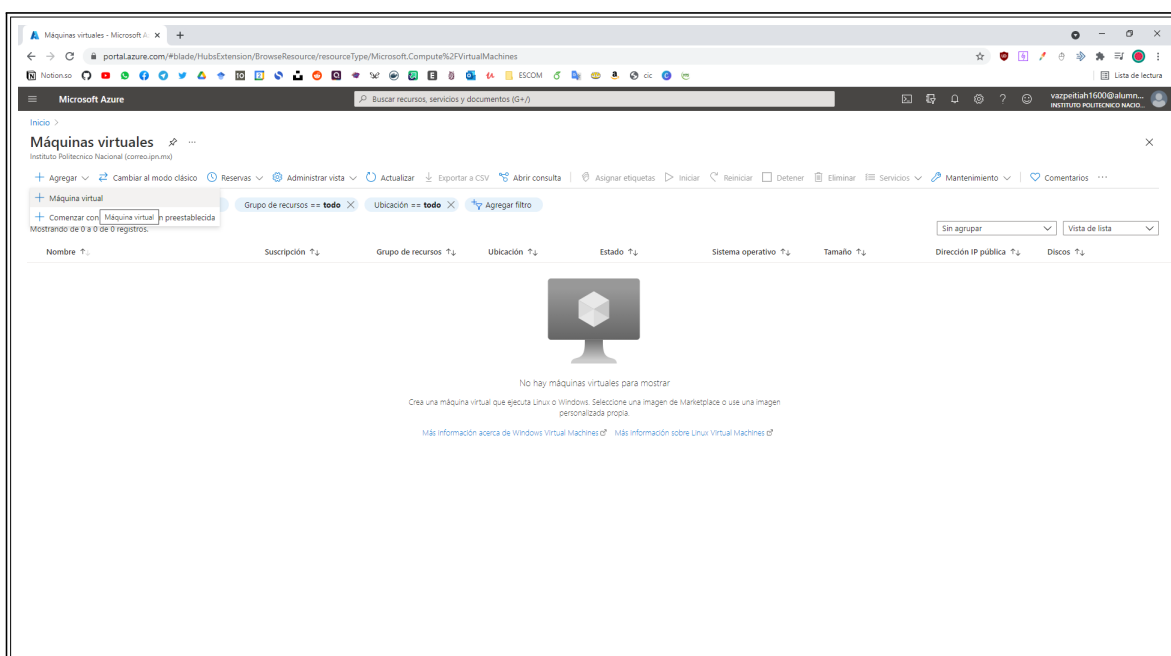 Máquinas virtuales - Microsoft A
portal.azure.com/#blade/HubsExtension/BrowseResource/resourceType/Microsoft.Compute%2FVirtualMachines
Notion.so ESCOM cic Lista de lectura
Microsoft Azure Buscar recursos, servicios y documentos (G+/) vazpeitiah1600@alumn...
INSTITUTO POLITECNICO NACIO...
Inicio >
Máquinas virtuales ...
Instituto Politecnico Nacional (correo.ipn.mx)
Agregar Cambiar al modo clásico Reservas Administrar vista Actualizar Exportar a CSV Abrir consulta Asignar etiquetas Iniciar Reiniciar Detener Eliminar Servicios Mantenimiento Comentarios ...
Máquina virtual
Grupo de recursos == todo Ubicación == todo Agregar filtro
Comenzar con Máquina virtual n preestablecida
Mostrando de 0 a 0 de 0 registros. Sin agrupar Vista de lista
Nombre Suscripción Grupo de recursos Ubicación Estado Sistema operativo Tamaño Dirección IP pública Discos
No hay máquinas virtuales para mostrar
Crea una máquina virtual que ejecuta Linux o Windows. Seleccione una imagen de Marketplace o use una imagen
personalizada propia.
Más información acerca de Windows Virtual Machines Más información sobre Linux Virtual Machines